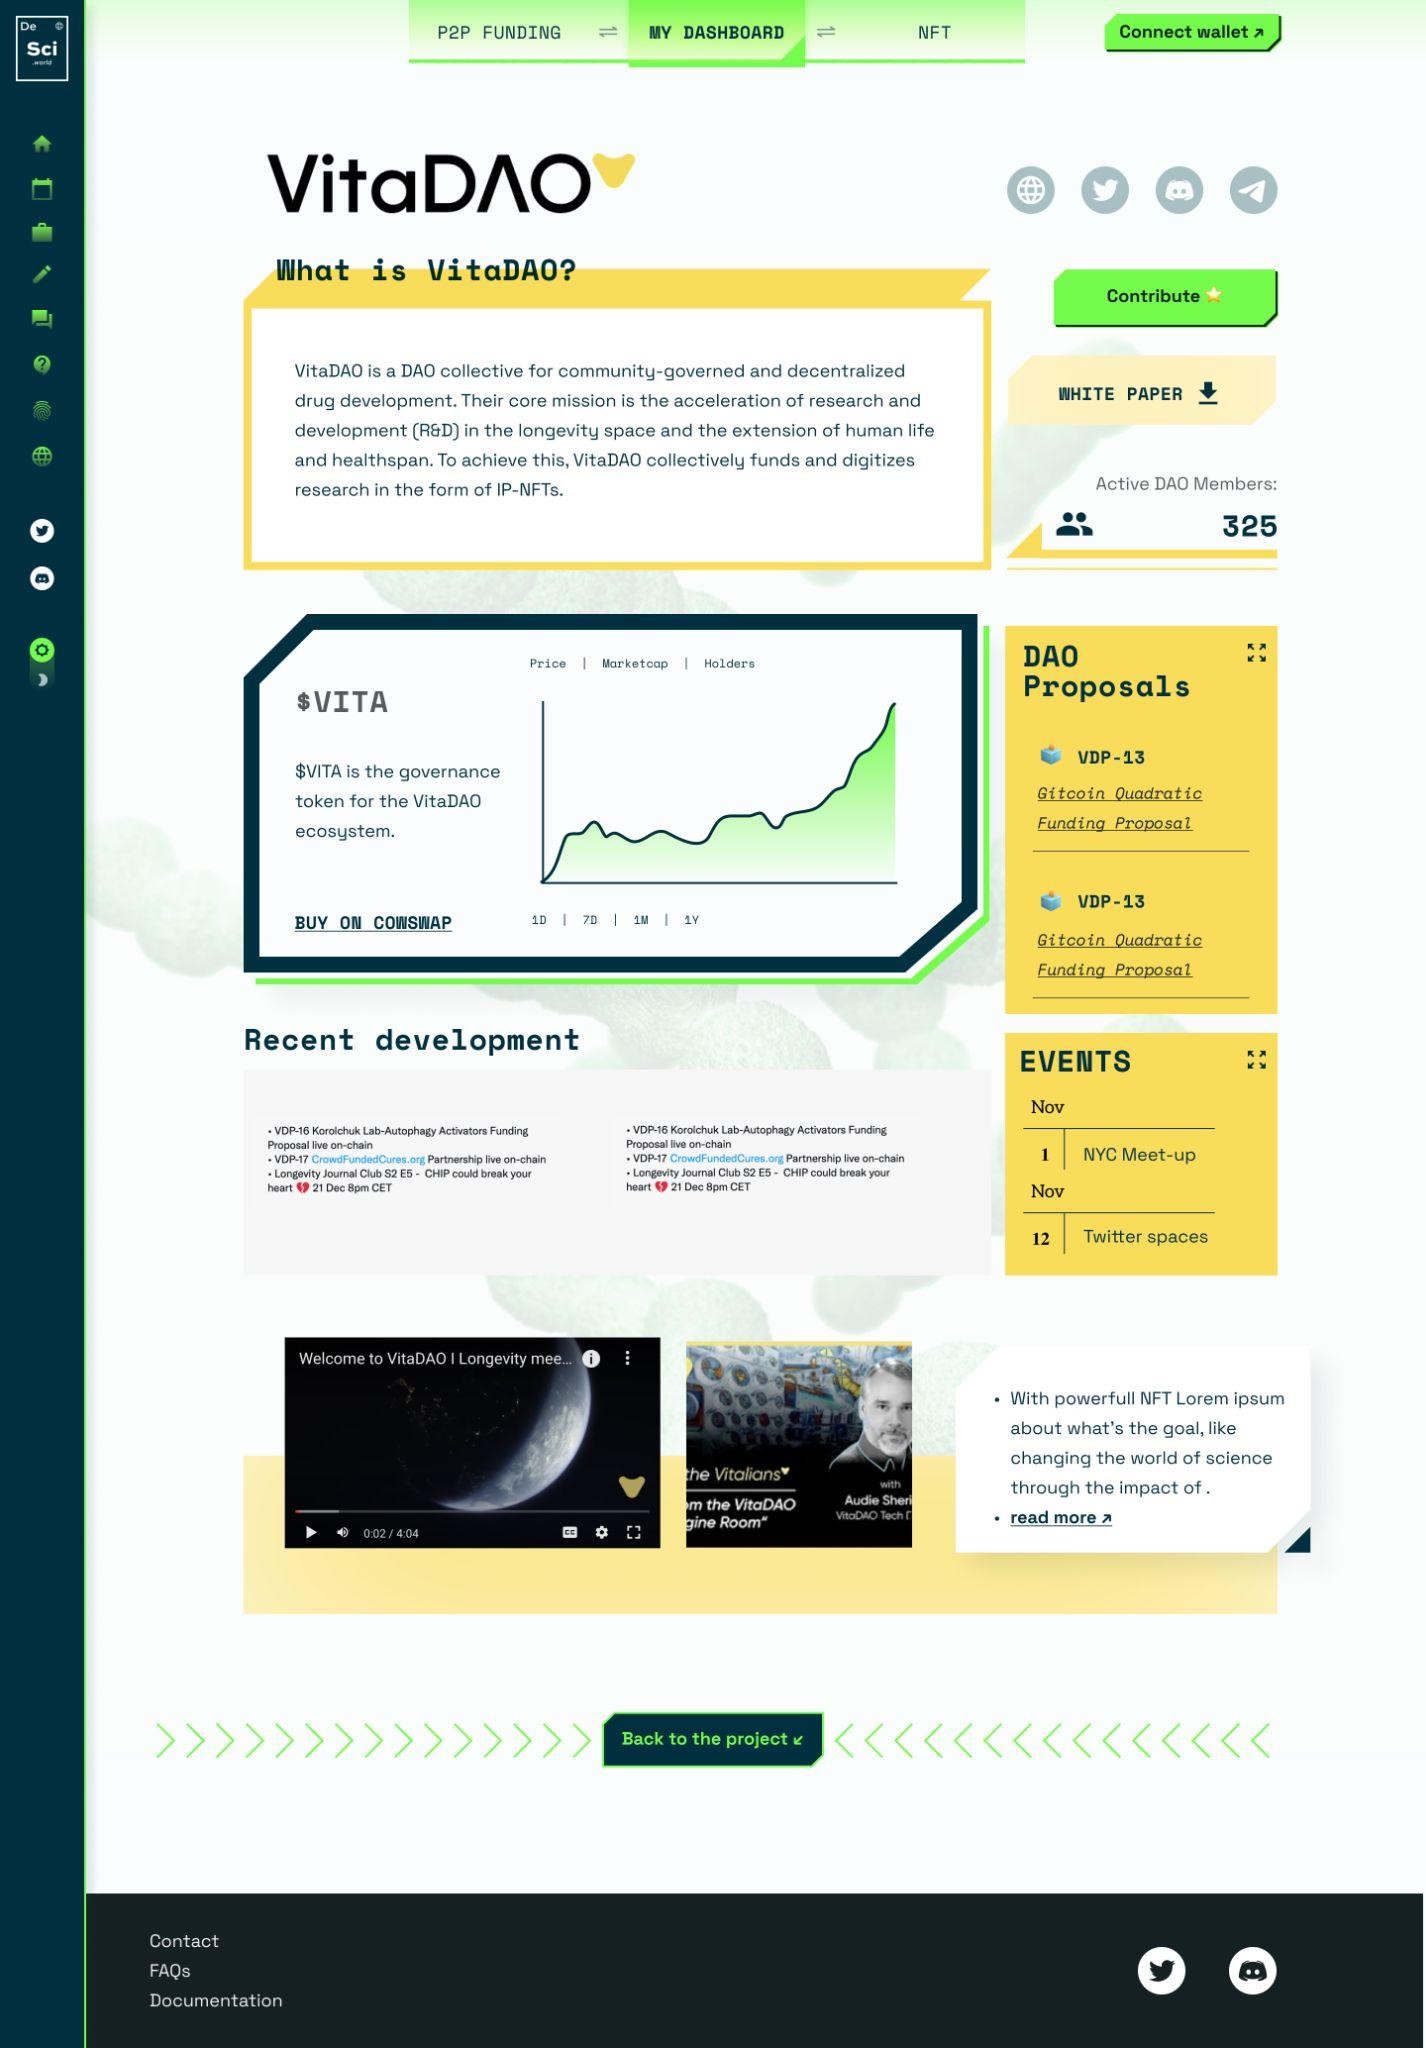 De ©
Sci
.world
P2P FUNDING ⇌ MY DASHBOARD ⇌ NFT
Connect wallet ↗
VitaDAO
What is VitaDAO?
VitaDAO is a DAO collective for community-governed and decentralized
drug development. Their core mission is the acceleration of research and
development (R&D) in the longevity space and the extension of human life
and healthspan. To achieve this, VitaDAO collectively funds and digitizes
research in the form of IP-NFTs.
Contribute ⭐
WHITE PAPER
Active DAO Members:
325
Price | Marketcap | Holders
$VITA
$VITA is the governance
token for the VitaDAO
ecosystem.
BUY ON COWSWAP
1D | 7D | 1M | 1Y
DAO
Proposals
VDP-13
Gitcoin Quadratic
Funding Proposal
VDP-13
Gitcoin Quadratic
Funding Proposal
Recent development
• VDP-16 Korolchuk Lab-Autophagy Activators Funding
Proposal live on-chain
• VDP-17 CrowdFundedCures.org Partnership live on-chain
• Longevity Journal Club S2 E5 - CHIP could break your
heart 💔 21 Dec 8pm CET
• VDP-16 Korolchuk Lab-Autophagy Activators Funding
Proposal live on-chain
• VDP-17 CrowdFundedCures.org Partnership live on-chain
• Longevity Journal Club S2 E5 - CHIP could break your
heart 💔 21 Dec 8pm CET
EVENTS
Nov
1 NYC Meet-up
Nov
12 Twitter spaces
Welcome to VitaDAO I Longevity mee...
0:02 / 4:04
CC
the Vitalians
om the VitaDAO
gine Room"
with
Audie Sheri
VitaDAO Tech
• With powerfull NFT Lorem ipsum
about what's the goal, like
changing the world of science
through the impact of .
• read more ↗
Back to the project ↙
Contact
FAQs
Documentation